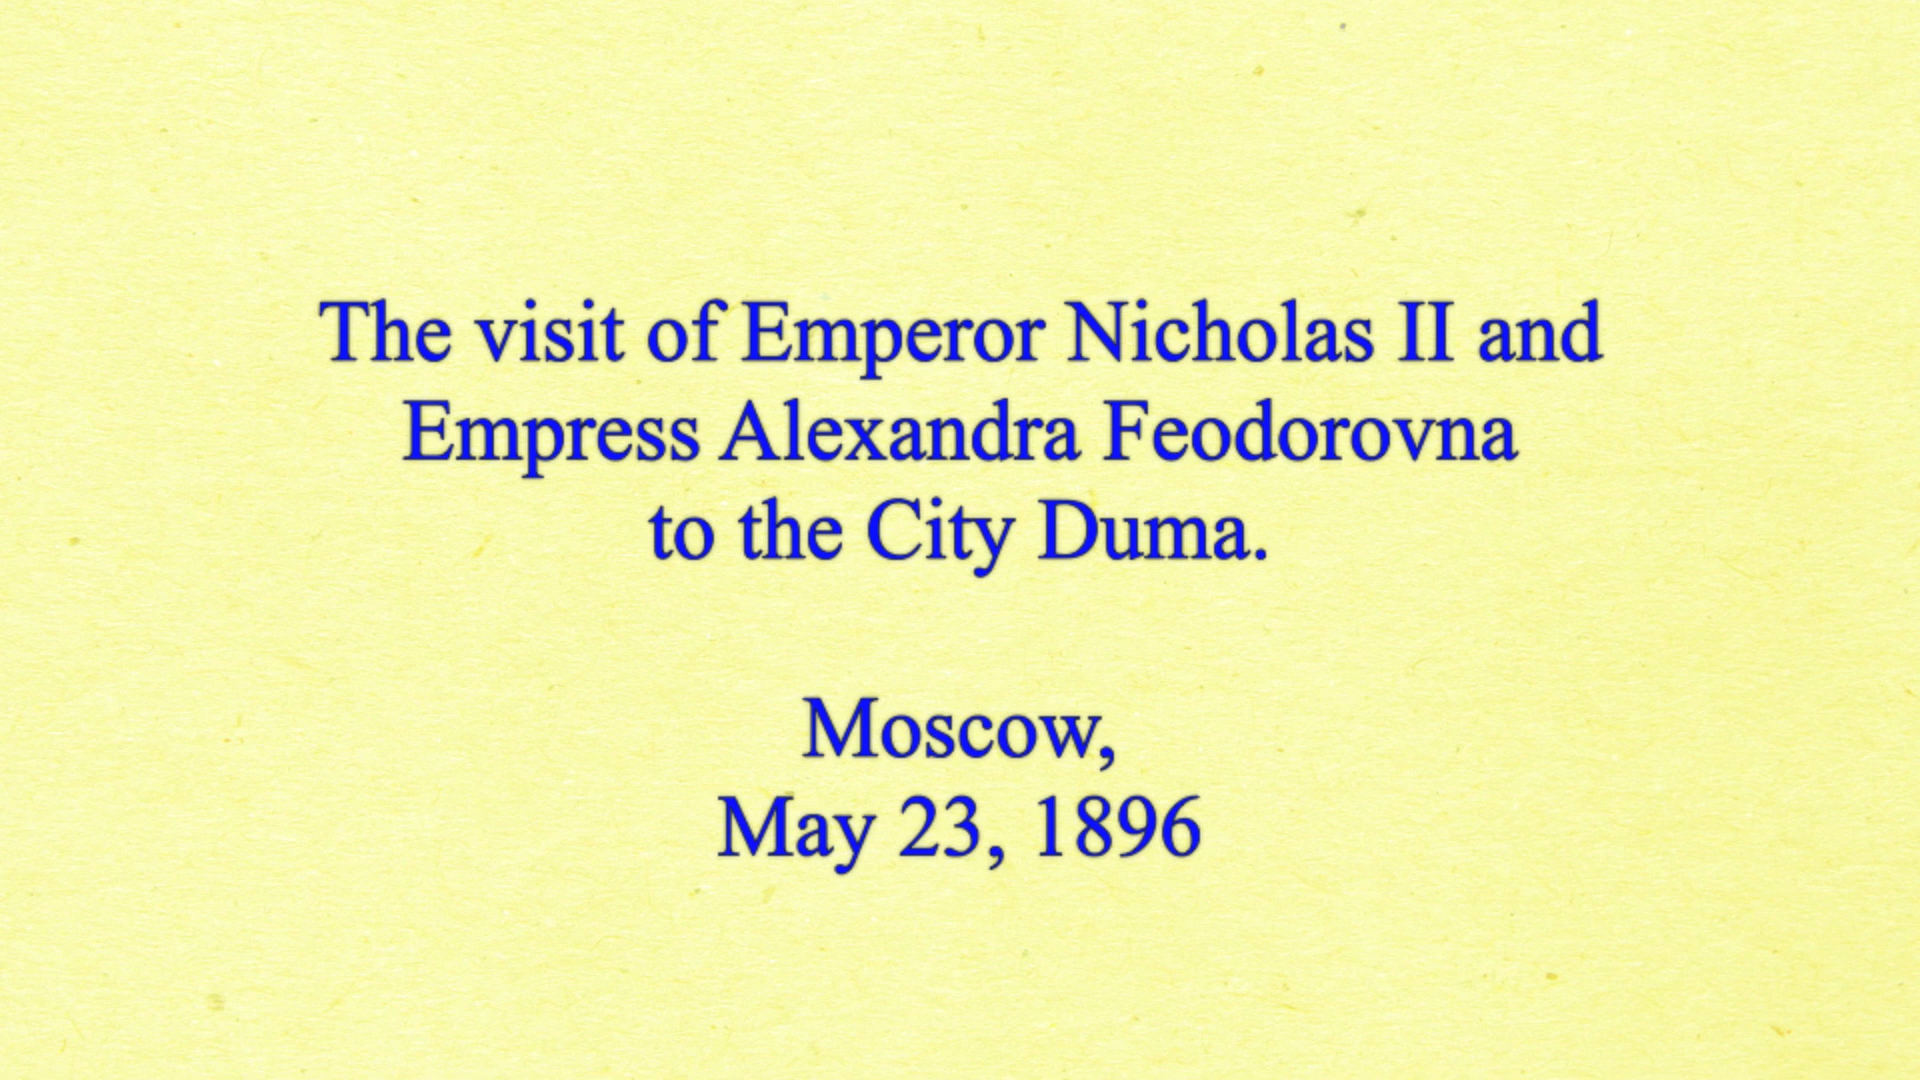 The visit of Emperor Nicholas II and
Empress Alexandra Feodorovna
to the City Duma.
Moscow,
May 23, 1896